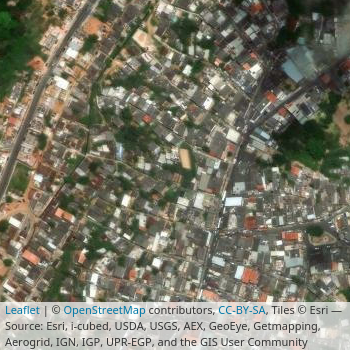 Leaflet | © OpenStreetMap contributors, CC-BY-SA, Tiles © Esri —
Source: Esri, i-cubed, USDA, USGS, AEX, GeoEye, Getmapping,
Aerogrid, IGN, IGP, UPR-EGP, and the GIS User Community